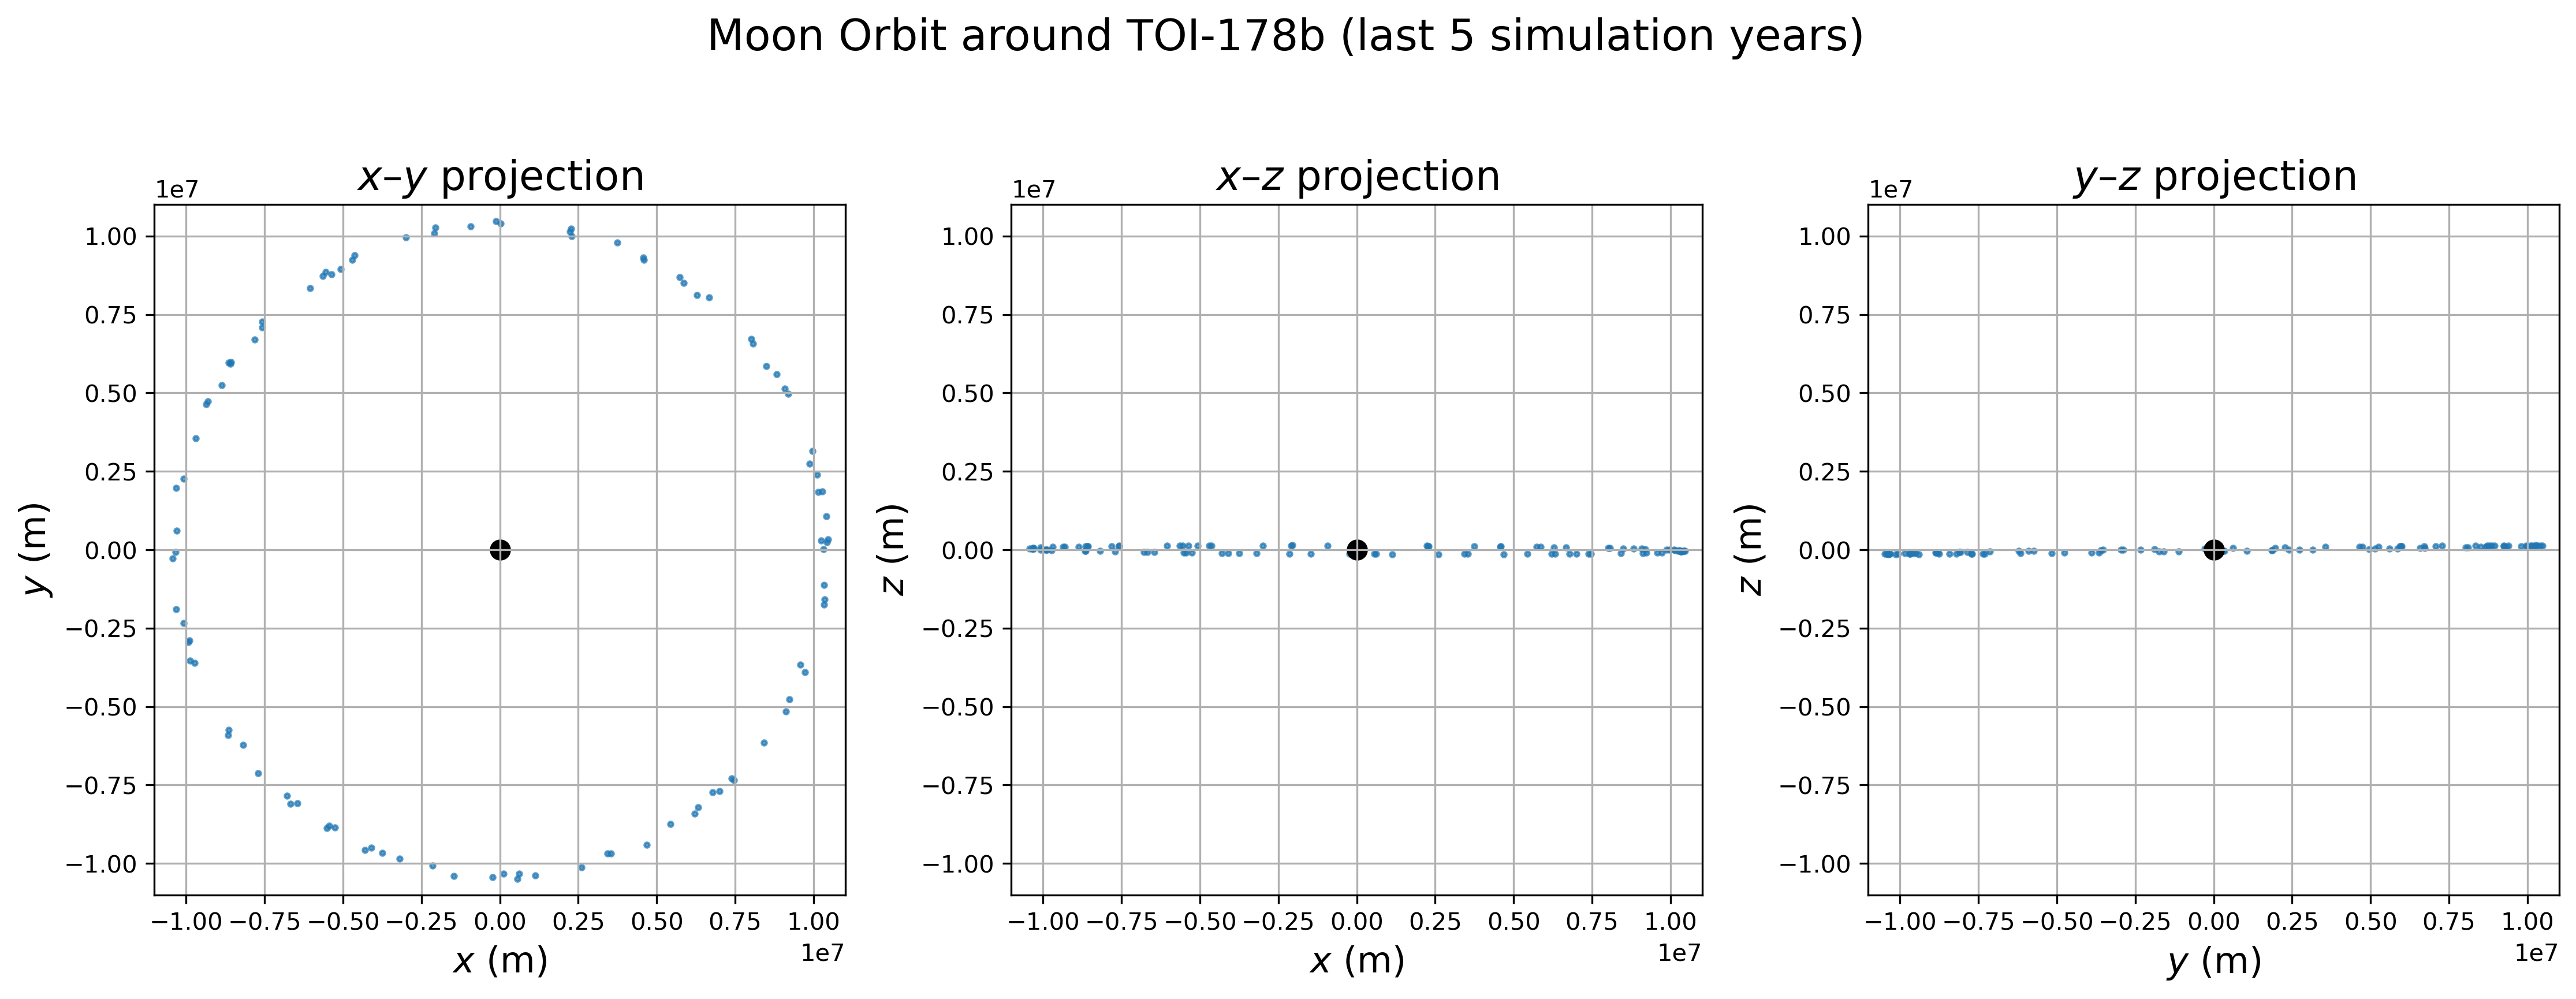 Moon Orbit around TOI-178b (last 5 simulation years)
x–y projection
1e7
1.00
0.75
0.50
0.25
0.00
−0.25
−0.50
−0.75
−1.00
y (m)
−1.00 −0.75 −0.50 −0.25 0.00 0.25 0.50 0.75 1.00
x (m)
1e7
x–z projection
1e7
1.00
0.75
0.50
0.25
0.00
−0.25
−0.50
−0.75
−1.00
z (m)
−1.00 −0.75 −0.50 −0.25 0.00 0.25 0.50 0.75 1.00
x (m)
1e7
y–z projection
1e7
1.00
0.75
0.50
0.25
0.00
−0.25
−0.50
−0.75
−1.00
z (m)
−1.00 −0.75 −0.50 −0.25 0.00 0.25 0.50 0.75 1.00
y (m)
1e7